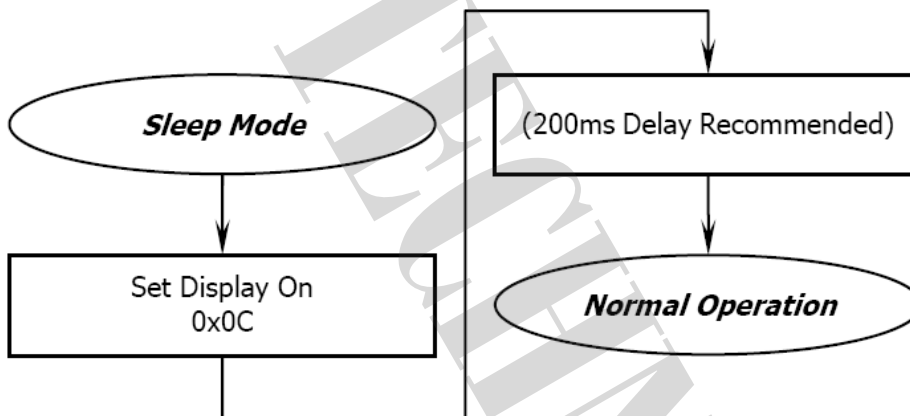 Sleep Mode
Set Display On
0x0C
(200ms Delay Recommended)
Normal Operation